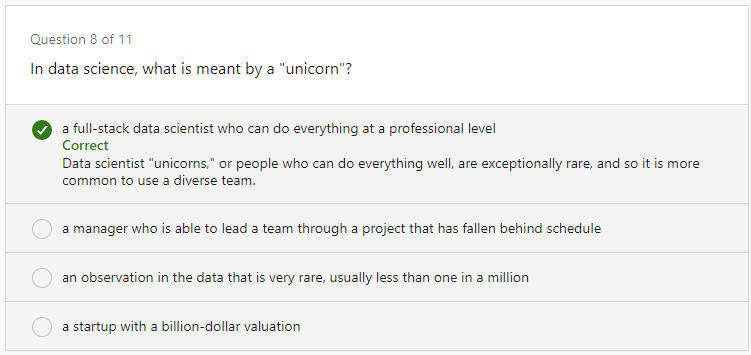 Question 8 of 11
In data science, what is meant by a "unicorn"?
a full-stack data scientist who can do everything at a professional level
Correct
Data scientist "unicorns," or people who can do everything well, are exceptionally rare, and so it is more
common to use a diverse team.
a manager who is able to lead a team through a project that has fallen behind schedule
an observation in the data that is very rare, usually less than one in a million
a startup with a billion-dollar valuation